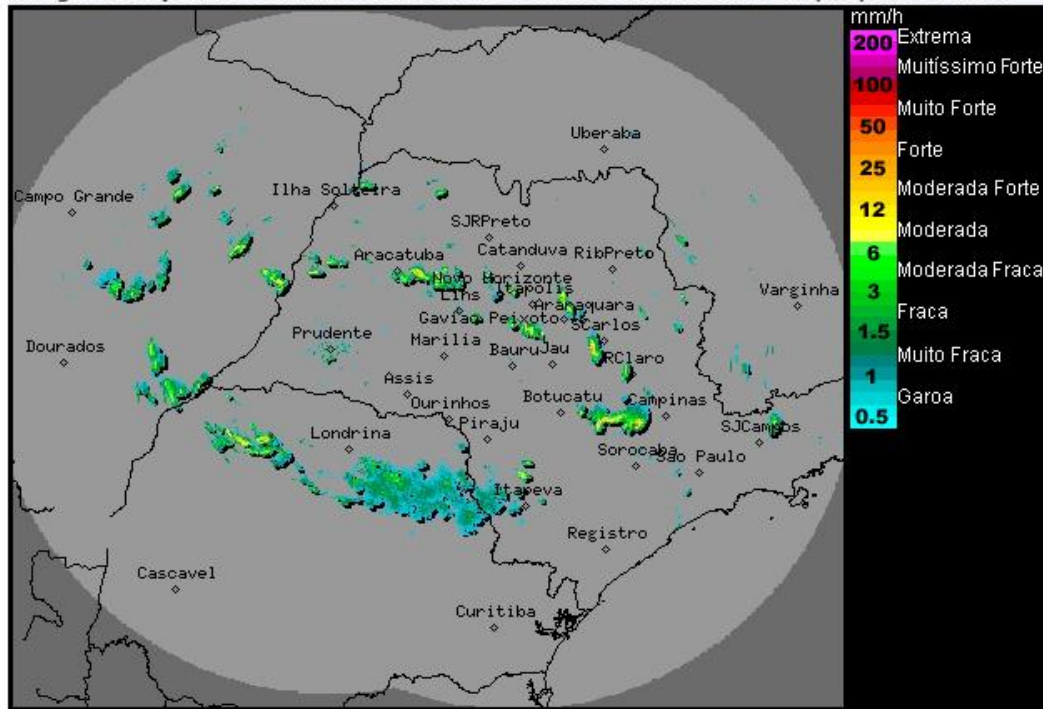 mm/h
200 Extrema
Muitíssimo Forte
100
Muito Forte
50
Forte
25
Moderada Forte
12
Moderada
6
Moderada Fraca
3
Fraca
1.5
Muito Fraca
1
Garoa
0.5
Uberaba
Campo Grande
Ilha Solteira
SJRPreto
Aracatuba
Catanduva
RibPreto
Novo Horizonte
Itapolis
Lins
Araraquara
Varginha
Gaviao Peixoto
SCarlos
Prudente
Marilia
Dourados
Bauru
Jau
RClaro
Assis
Ourinhos
Botucatu
Campinas
Piraju
Londrina
SJCampos
Sorocaba
Sao Paulo
Itapeva
Registro
Cascavel
Curitiba